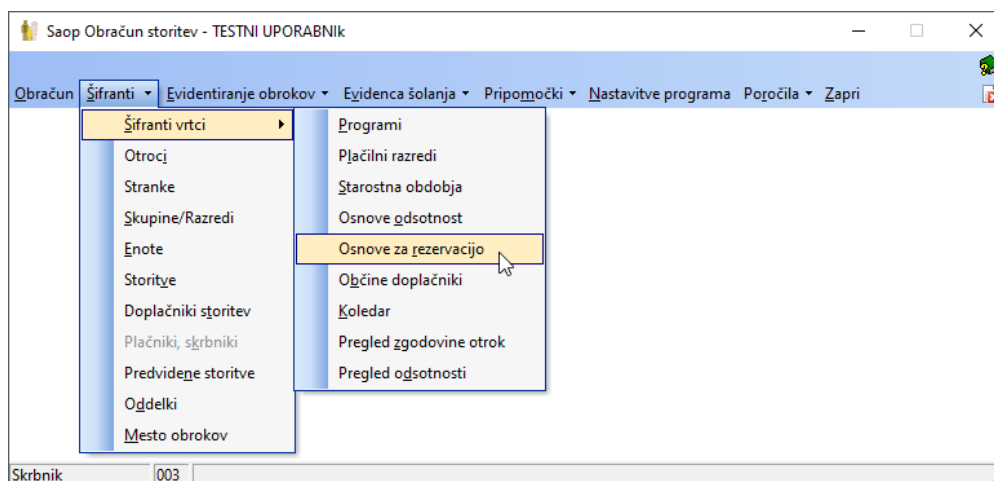 Saop Obračun storitev - TESTNI UPORABNIk
Obračun Šifranti Evidentiranje obrokov Evidenca šolanja Pripomočki Nastavitve programa Poročila Zapri
Šifranti vrtci
Otroci
Stranke
Skupine/Razredi
Enote
Storitve
Doplačniki storitev
Plačniki, skrbniki
Predvidene storitve
Oddelki
Mesto obrokov
Programi
Plačilni razredi
Starostna obdobja
Osnove odsotnost
Osnove za rezervacijo
Občine doplačniki
Koledar
Pregled zgodovine otrok
Pregled odsotnosti
Skrbnik 003